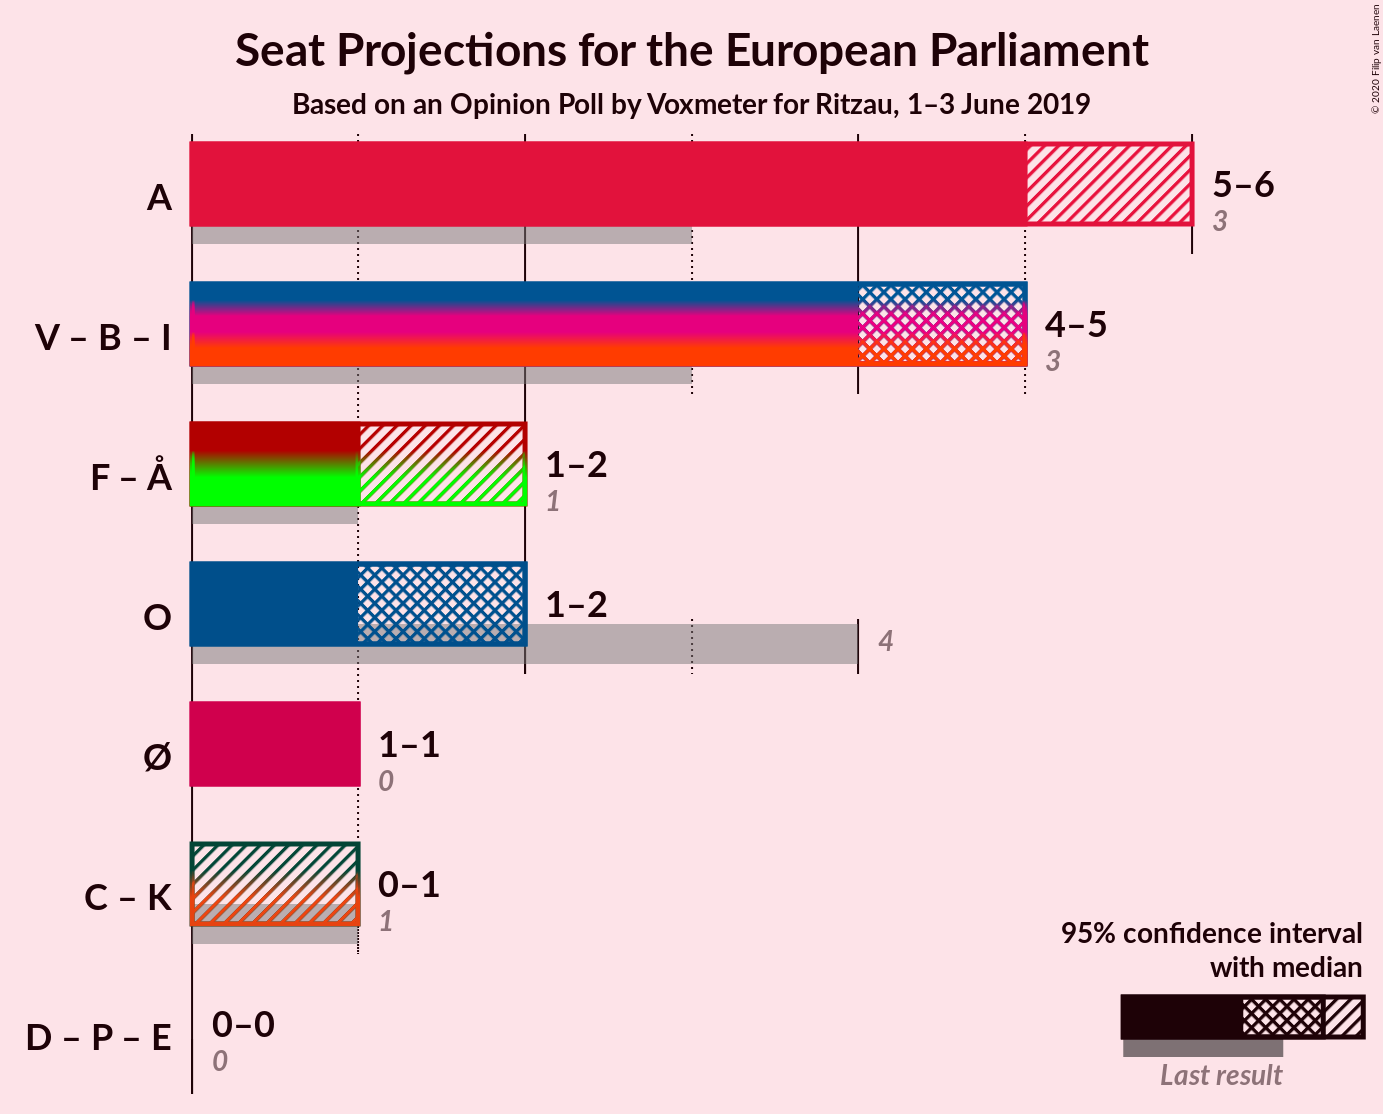 Seat Projections for the European Parliament
Based on an Opinion Poll by Voxmeter for Ritzau, 1–3 June 2019
© 2020 Filip van Laenen
A
5–6
3
V – B – I
4–5
3
F – Å
1–2
1
O
1–2
4
Ø
1–1
0
C – K
0–1
1
D – P – E
0–0
0
95% confidence interval
with median
Last result